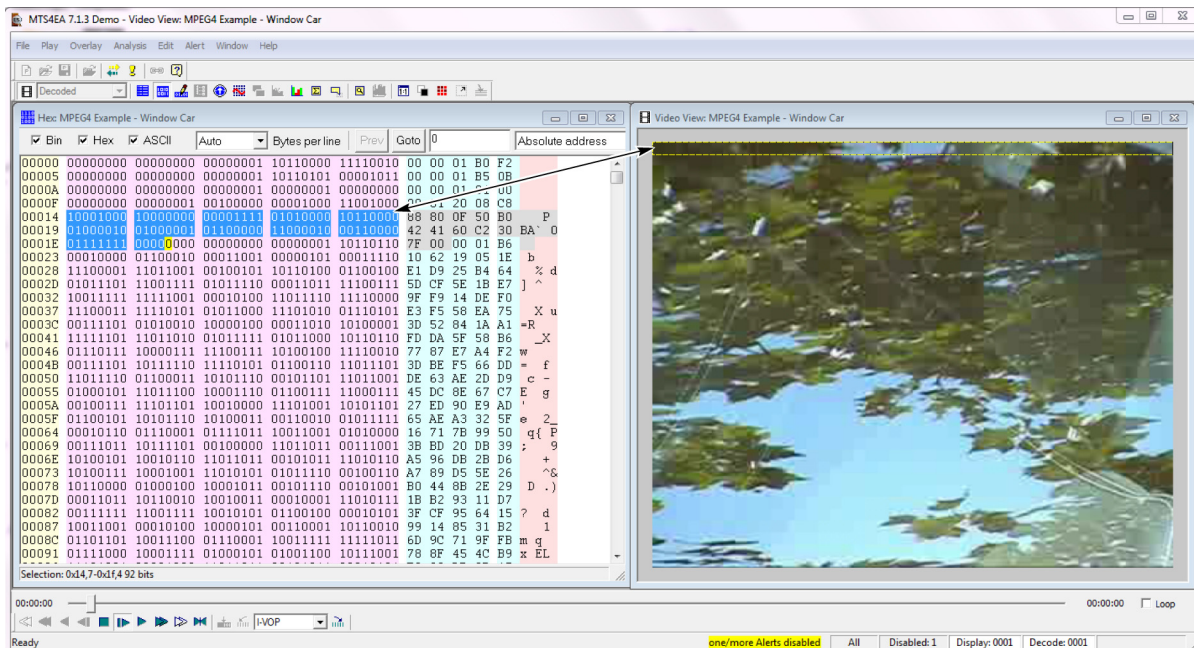 MTS4EA 7.1.3 Demo - Video View: MPEG4 Example - Window Car
File Play Overlay Analysis Edit Alert Window Help
Decoded
Hex: MPEG4 Example - Window Car
Video View: MPEG4 Example - Window Car
Bin Hex ASCII Auto Bytes per line Prev Goto 0 Absolute address
00000 00000000 00000000 00000001 10110000 11110010 00 00 01 B0 F2
00005 00000000 00000000 00000001 10110101 00001011 00 00 01 B5 0B
0000A 00000000 00000000 00000001 00000001 00000000 00 00 01 01 00
0000F 00000000 00000001 00100000 00001000 11001000 00 01 20 08 C8
00014 10001000 10000000 00001111 01010000 10110000 88 80 0F 50 B0 P
00019 01000010 01000001 01100000 11000010 00110000 42 41 60 C2 30 BA` 0
0001E 01111111 00000000 00000000 00000001 10110110 7F 00 00 01 B6
00023 00010000 01100010 00011001 00000101 00011110 10 62 19 05 1E b
00028 11100001 11011001 00100101 10110100 01100100 E1 D9 25 B4 64 % d
0002D 01011101 11001111 01011110 00011011 11100111 5D CF 5E 1B E7 ] ^
00032 10011111 11111001 00010100 11011110 11110000 9F F9 14 DE F0
00037 11100011 11110101 01011000 11101010 01110101 E3 F5 58 EA 75 X u
0003C 00111101 01010010 10000100 00011010 10100001 3D 52 84 1A A1 =R
00041 11111101 11011010 01011111 01011000 10110110 FD DA 5F 58 B6 _X
00046 01110111 10000111 11100111 10100100 11110010 77 87 E7 A4 F2 w
0004B 00111101 10111110 11110101 01100110 11011101 3D BE F5 66 DD = f
00050 11011110 01100011 10101110 00101101 11011001 DE 63 AE 2D D9 c -
00055 01000101 11011100 10001110 01100111 11000111 45 DC 8E 67 C7 E g
0005A 00100111 11101101 10010000 11101001 10101101 27 ED 90 E9 AD '
0005F 01100101 10101110 10100011 00110010 01011111 65 AE A3 32 5F e 2_
00064 00010110 01110001 01111011 10011001 01010000 16 71 7B 99 50 q{ P
00069 00111011 10111101 00100000 11011011 00111001 3B BD 20 DB 39 ; 9
0006E 10100101 10010110 11011011 00101011 11010110 A5 96 DB 2B D6 +
00073 10100111 10001001 11010101 01011110 00100110 A7 89 D5 5E 26 ^&
00078 10110000 01000100 10001011 00101110 00101001 B0 44 8B 2E 29 D .)
0007D 00011011 10110010 10010011 00010001 11010111 1B B2 93 11 D7
00082 00111111 11001111 10010101 01100100 00010101 3F CF 95 64 15 ? d
00087 10011001 00010100 10000101 00110001 10110010 99 14 85 31 B2 1
0008C 01101101 10011100 01110001 10011111 11111011 6D 9C 71 9F FB m q
00091 01111000 10001111 01000101 01001100 10111001 78 8F 45 4C B9 x EL
Selection: 0x14,7-0x1f,4 92 bits
00:00:00 00:00:00 Loop
I-VOP
Ready one/more Alerts disabled All Disabled: 1 Display: 0001 Decode: 0001